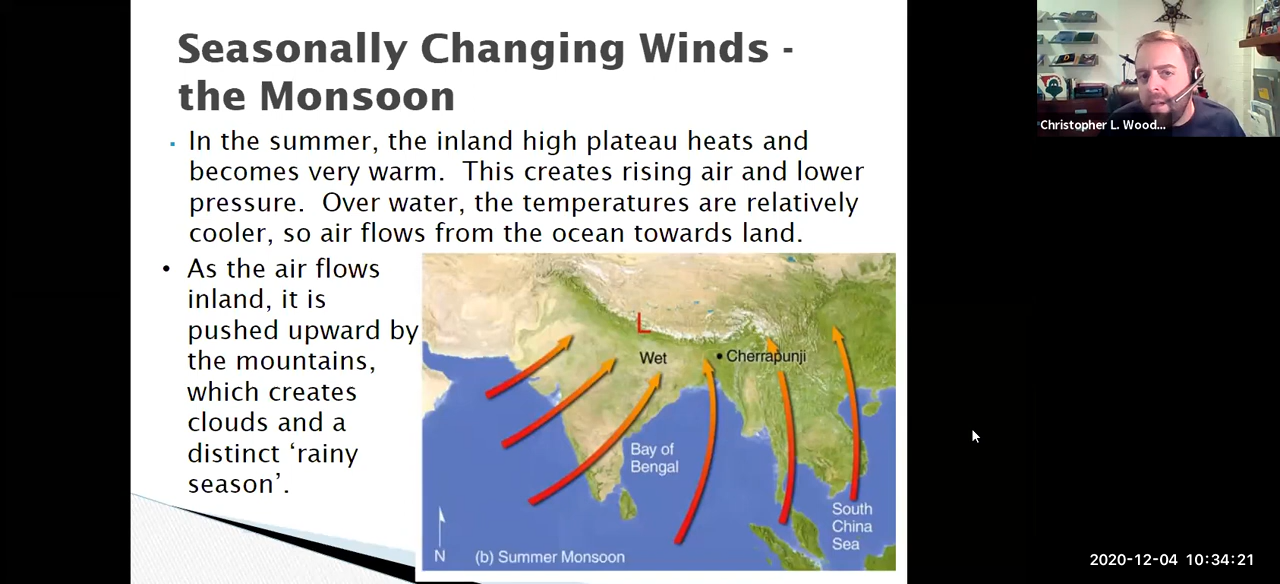 Seasonally Changing Winds -
the Monsoon
In the summer, the inland high plateau heats and
becomes very warm.  This creates rising air and lower
pressure.  Over water, the temperatures are relatively
cooler, so air flows from the ocean towards land.
• As the air flows
inland, it is
pushed upward by
the mountains,
which creates
clouds and a
distinct ‘rainy
season’.
L
Wet
• Cherrapunji
Bay of
Bengal
South
China
Sea
N
(b) Summer Monsoon
Christopher L. Wood...
2020-12-04 10:34:21